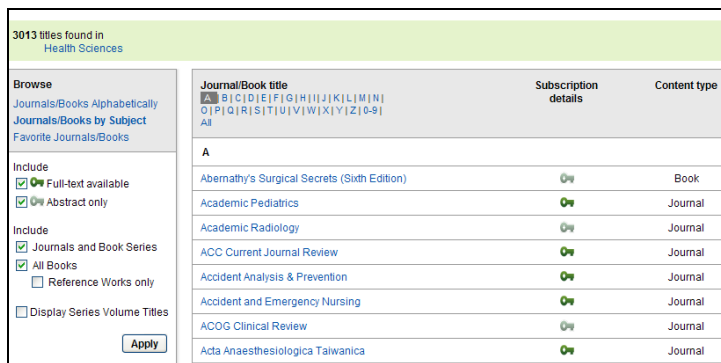 3013 titles found in
Health Sciences
Browse
Journals/Books Alphabetically
Journals/Books by Subject
Favorite Journals/Books
Include
Full-text available
Abstract only
Include
Journals and Book Series
All Books
Reference Works only
Display Series Volume Titles
Apply
Journal/Book title
A | B | C | D | E | F | G | H | I | J | K | L | M | N |
O | P | Q | R | S | T | U | V | W | X | Y | Z | 0-9 |
All
Subscription
details
Content type
A
Abernathy's Surgical Secrets (Sixth Edition) Book
Academic Pediatrics Journal
Academic Radiology Journal
ACC Current Journal Review Journal
Accident Analysis & Prevention Journal
Accident and Emergency Nursing Journal
ACOG Clinical Review Journal
Acta Anaesthesiologica Taiwanica Journal